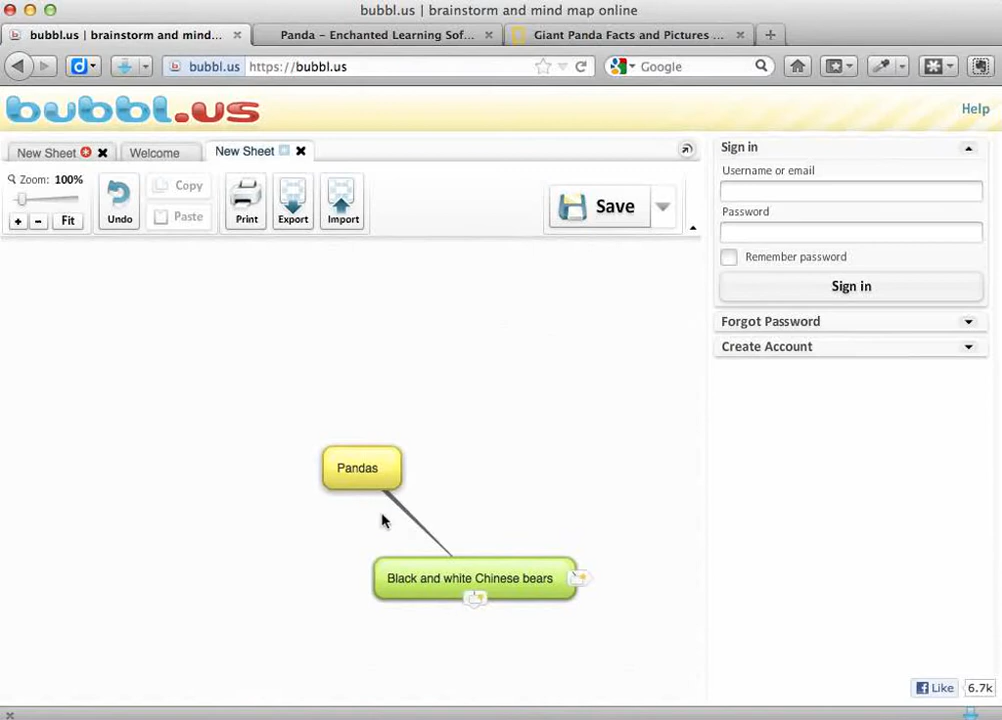 bubbl.us | brainstorm and mind map online
bubbl.us | brainstorm and mind...
Panda – Enchanted Learning Sof...
Giant Panda Facts and Pictures ...
bubbl.us
https://bubbl.us
Google
bubbl.us
Help
New Sheet
Welcome
New Sheet
Zoom: 100%
+
-
Fit
Undo
Copy
Paste
Print
Export
Import
Save
Sign in
Username or email
Password
Remember password
Sign in
Forgot Password
Create Account
Pandas
Black and white Chinese bears
Like
6.7k